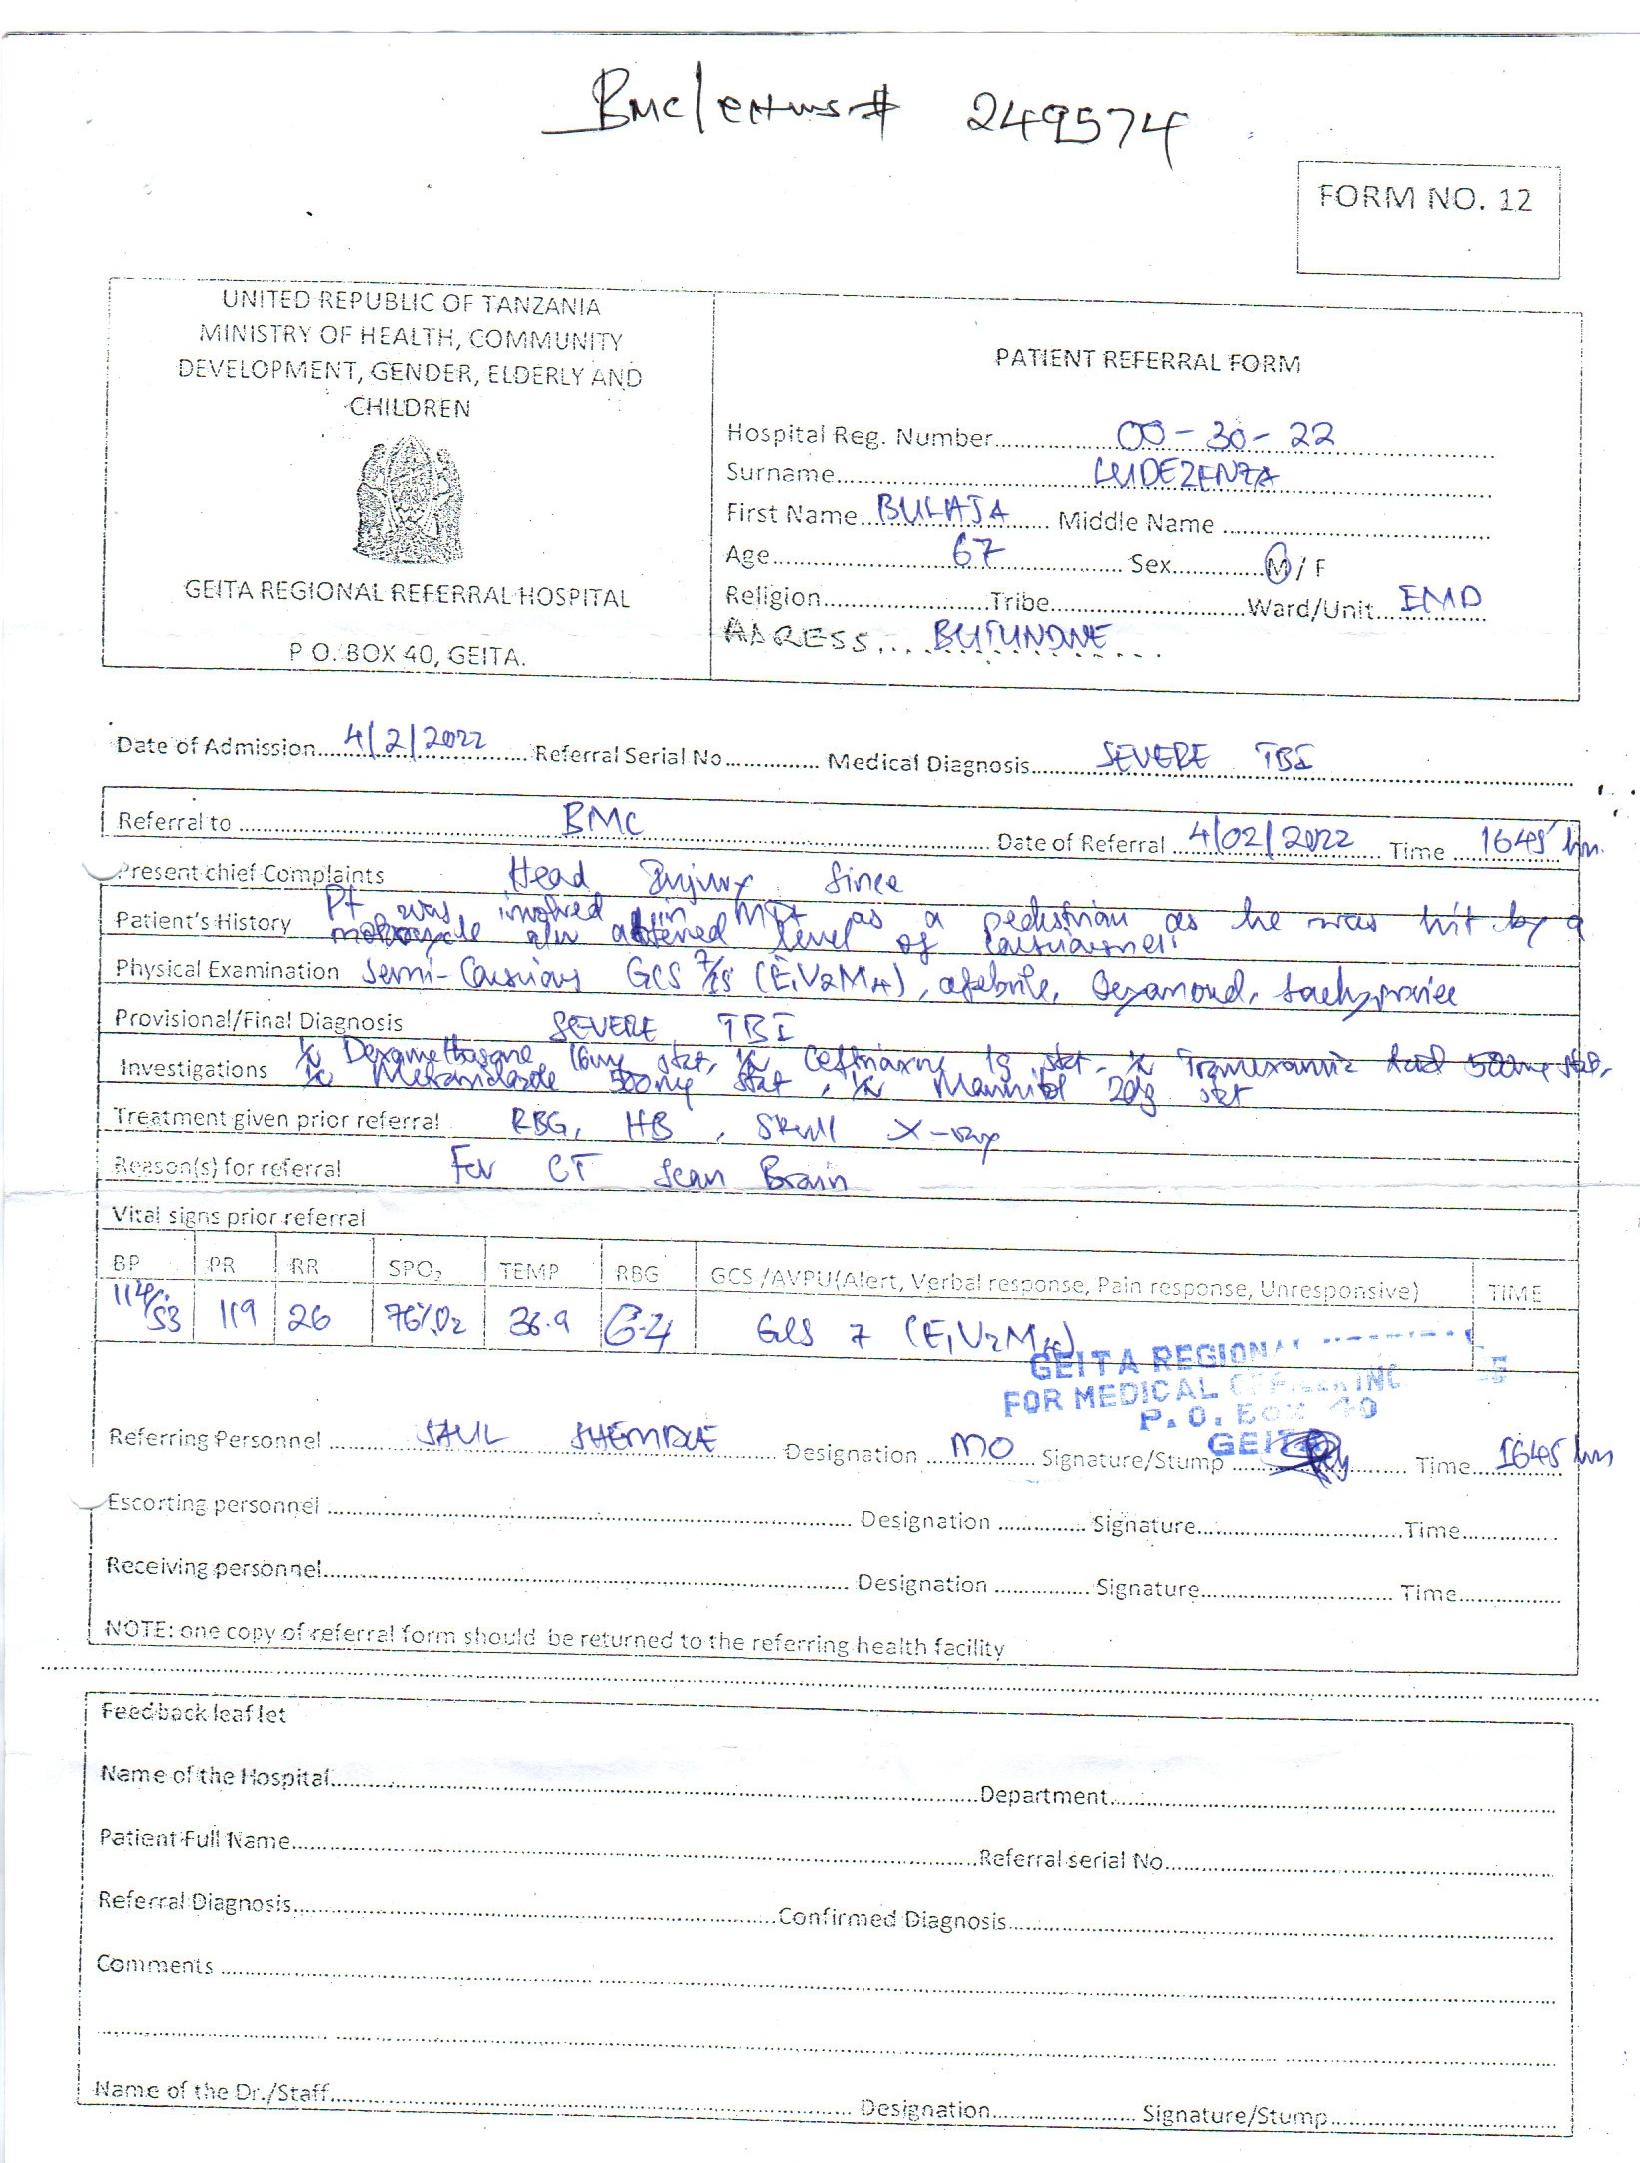 BMC/ # 249574
FORM NO. 12
UNITED REPUBLIC OF TANZANIA
MINISTRY OF HEALTH, COMMUNITY
DEVELOPMENT, GENDER, ELDERLY AND
CHILDREN
GEITA REGIONAL REFERRAL HOSPITAL
P O. BOX 40, GEITA.
PATIENT REFERRAL FORM
Hospital Reg. Number 00-30-22
Surname LUDEZENZA
First Name BULASA Middle Name
Age 67 Sex M / F
Religion Tribe Ward/Unit EMD
ADRESS BUTUNDWE
Date of Admission 4/2/2022 Referral Serial No Medical Diagnosis SEVERE TBI
Referral to BMC Date of Referral 4/02/2022 Time 1645 hrs
Present chief Complaints Head Injury Since
Patient's History Pt was involved in MTA as a pedestrian as he was hit by a
motorcycle altered level of
Physical Examination Semi- GCS 7/15 (E1V2M4), afebrile,
Provisional/Final Diagnosis SEVERE TBI
Investigations Dexamethasone 16mg stat, Ceftriaxone 1g stat, Tranexamic Acid 500mg stat,
Metronidazole 500mg stat, Mannitol 20g stat
Treatment given prior referral RBG, HB, Skull X-ray
Reason(s) for referral For CT Scan Brain
Vital signs prior referral
BP PR RR SPO2 TEMP RBG GCS /AVPU(Alert, Verbal response, Pain response, Unresponsive) TIME
114/53 119 26 76% O2 36.9 6.4 GCS 7 (E1V2M4)
GEITA REGIONAL
FOR MEDICAL
P.O. BOX 40
GEITA
Referring Personnel SAUL Designation MO Signature/Stump Time 1645 hrs
Escorting personnel Designation Signature Time
Receiving personnel Designation Signature Time
NOTE: one copy of referral form should be returned to the referring health facility
Feedback leaflet
Name of the Hospital Department
Patient Full Name Referral serial No
Referral Diagnosis Confirmed Diagnosis
Comments
Name of the Dr./Staff Designation Signature/Stump